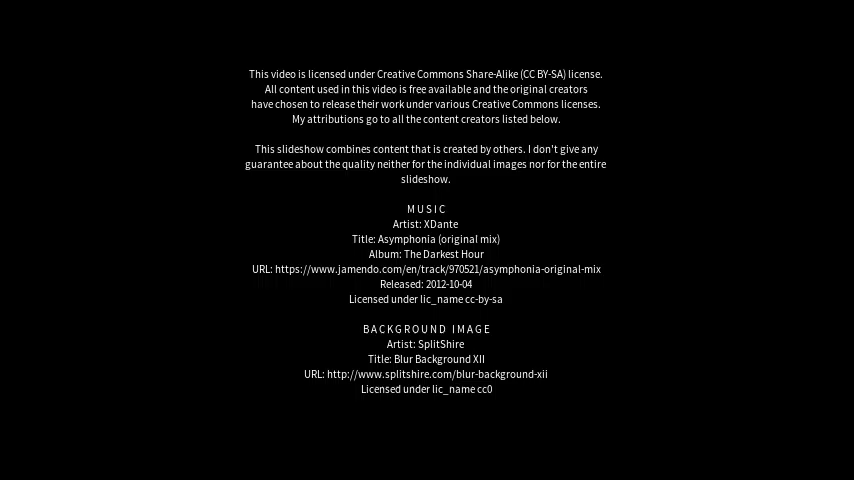 This video is licensed under Creative Commons Share-Alike (CC BY-SA) license.
All content used in this video is free available and the original creators
have chosen to release their work under various Creative Commons licenses.
My attributions go to all the content creators listed below.
This slideshow combines content that is created by others. I don't give any
guarantee about the quality neither for the individual images nor for the entire
slideshow.
MUSIC
Artist: XDante
Title: Asymphonia (original mix)
Album: The Darkest Hour
URL: https://www.jamendo.com/en/track/970521/asymphonia-original-mix
Released: 2012-10-04
Licensed under lic_name cc-by-sa
BACKGROUND IMAGE
Artist: SplitShire
Title: Blur Background XII
URL: http://www.splitshire.com/blur-background-xii
Licensed under lic_name cc0